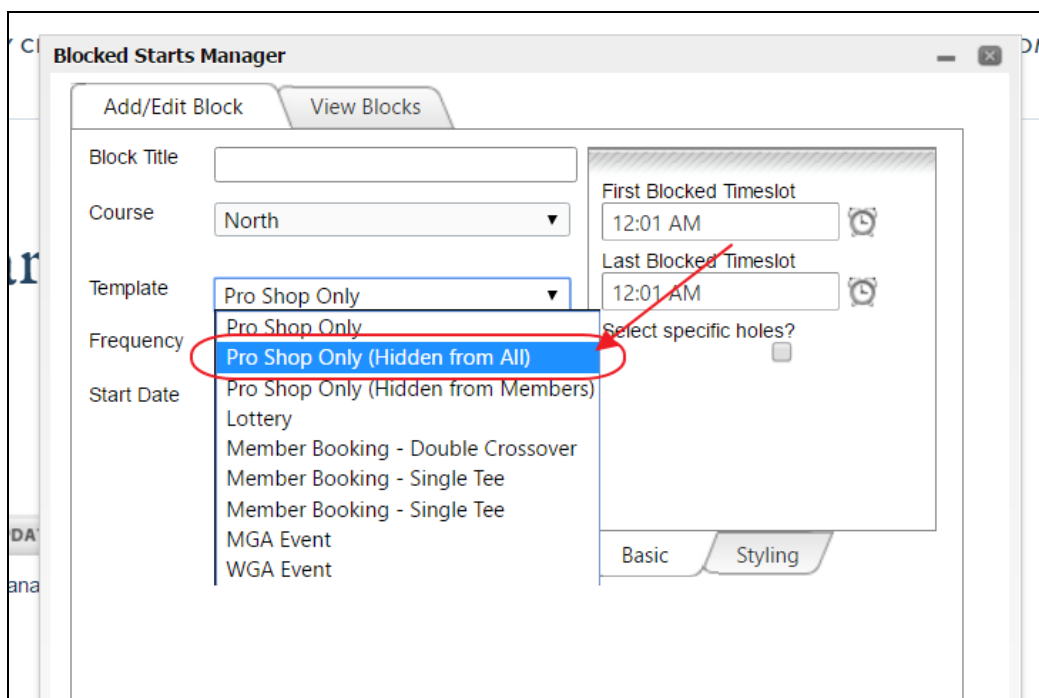 Blocked Starts Manager
Add/Edit Block
View Blocks
Block Title
Course
North
Template
Pro Shop Only
Pro Shop Only
Pro Shop Only (Hidden from All)
Pro Shop Only (Hidden from Members)
Lottery
Member Booking - Double Crossover
Member Booking - Single Tee
Member Booking - Single Tee
MGA Event
WGA Event
Frequency
Start Date
First Blocked Timeslot
12:01 AM
Last Blocked Timeslot
12:01 AM
Select specific holes?
Basic
Styling